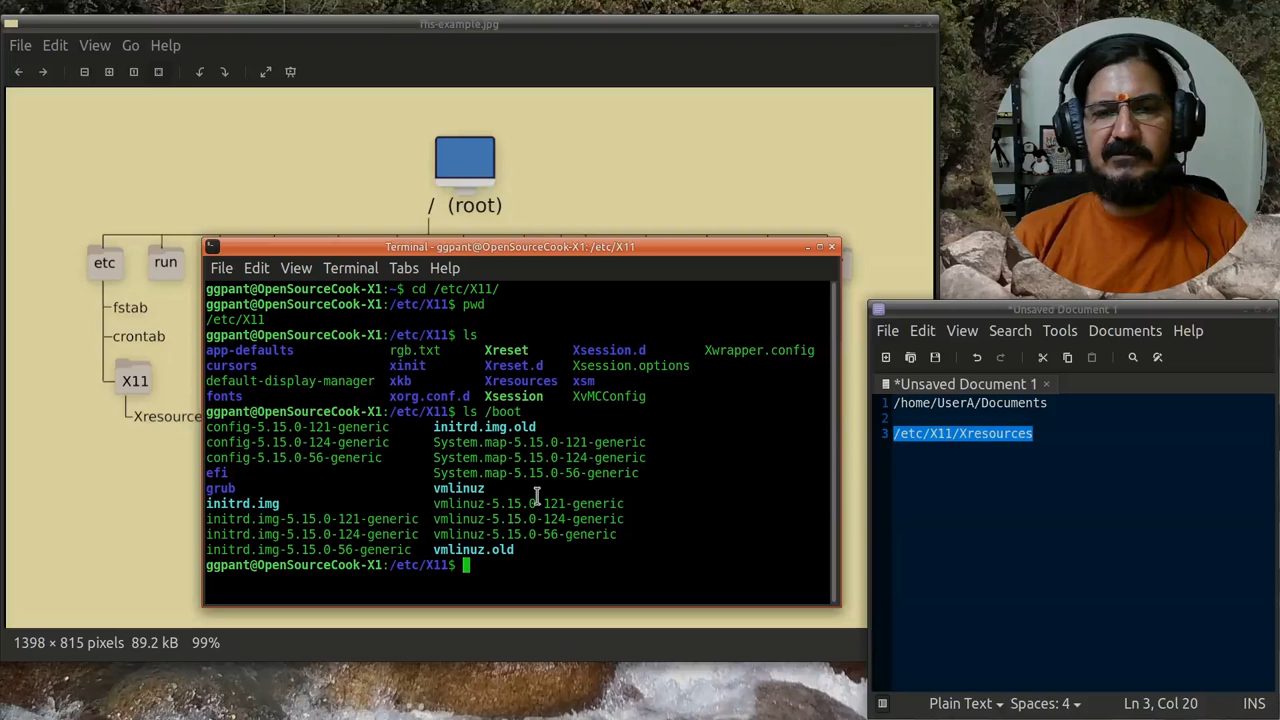 fhs-example.jpg
File Edit View Go Help
/ (root)
etc run
fstab
crontab
X11
Xresource
1398 × 815 pixels 89.2 kB 99%
Terminal - ggpant@OpenSourceCook-X1: /etc/X11
File Edit View Terminal Tabs Help
ggpant@OpenSourceCook-X1:~$ cd /etc/X11/
ggpant@OpenSourceCook-X1:/etc/X11$ pwd
/etc/X11
ggpant@OpenSourceCook-X1:/etc/X11$ ls
app-defaults rgb.txt Xreset Xsession.d Xwrapper.config
cursors xinit Xreset.d Xsession.options
default-display-manager xkb Xresources xsm
fonts xorg.conf.d Xsession XvMCConfig
ggpant@OpenSourceCook-X1:/etc/X11$ ls /boot
config-5.15.0-121-generic initrd.img.old
config-5.15.0-124-generic System.map-5.15.0-121-generic
config-5.15.0-56-generic System.map-5.15.0-124-generic
efi System.map-5.15.0-56-generic
grub vmlinuz
initrd.img vmlinuz-5.15.0-121-generic
initrd.img-5.15.0-121-generic vmlinuz-5.15.0-124-generic
initrd.img-5.15.0-124-generic vmlinuz-5.15.0-56-generic
initrd.img-5.15.0-56-generic vmlinuz.old
ggpant@OpenSourceCook-X1:/etc/X11$
*Unsaved Document 1
File Edit View Search Tools Documents Help
*Unsaved Document 1 ×
1 /home/UserA/Documents
2
3 /etc/X11/Xresources
Plain Text Spaces: 4 Ln 3, Col 20 INS